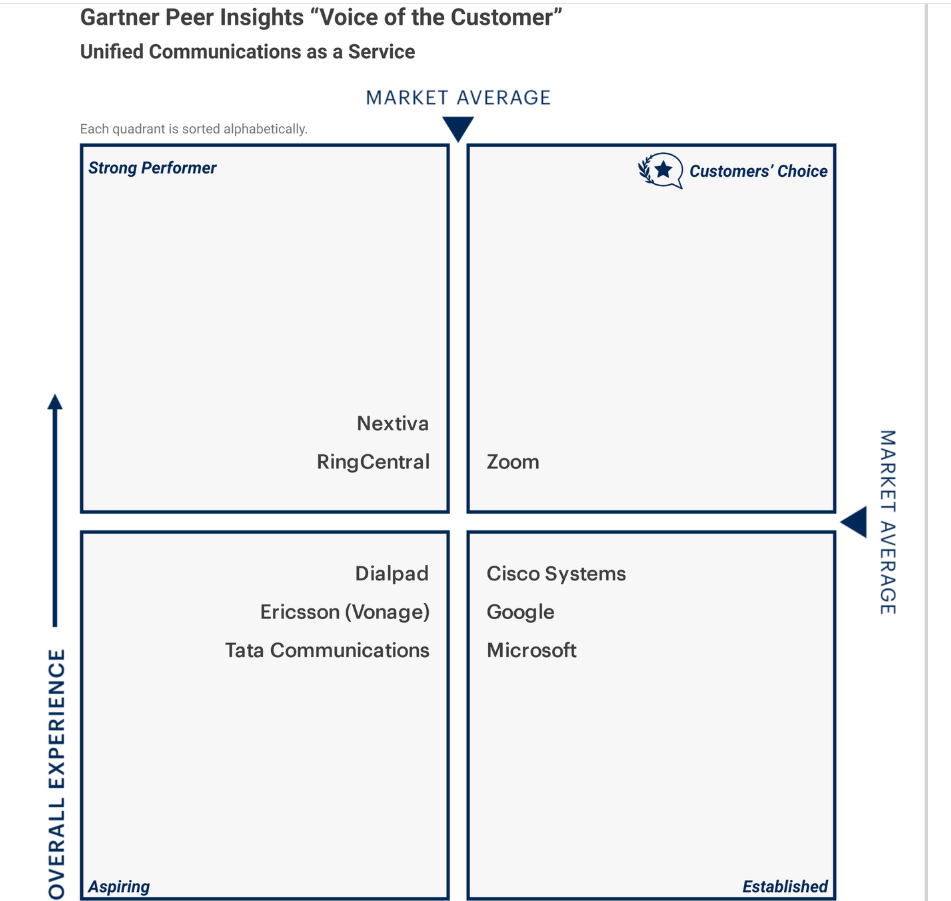 Gartner Peer Insights “Voice of the Customer”
Unified Communications as a Service
MARKET AVERAGE
Each quadrant is sorted alphabetically.
Strong Performer
Customers’ Choice
Nextiva
RingCentral
Zoom
MARKET AVERAGE
Dialpad
Ericsson (Vonage)
Tata Communications
Cisco Systems
Google
Microsoft
OVERALL EXPERIENCE
Aspiring
Established